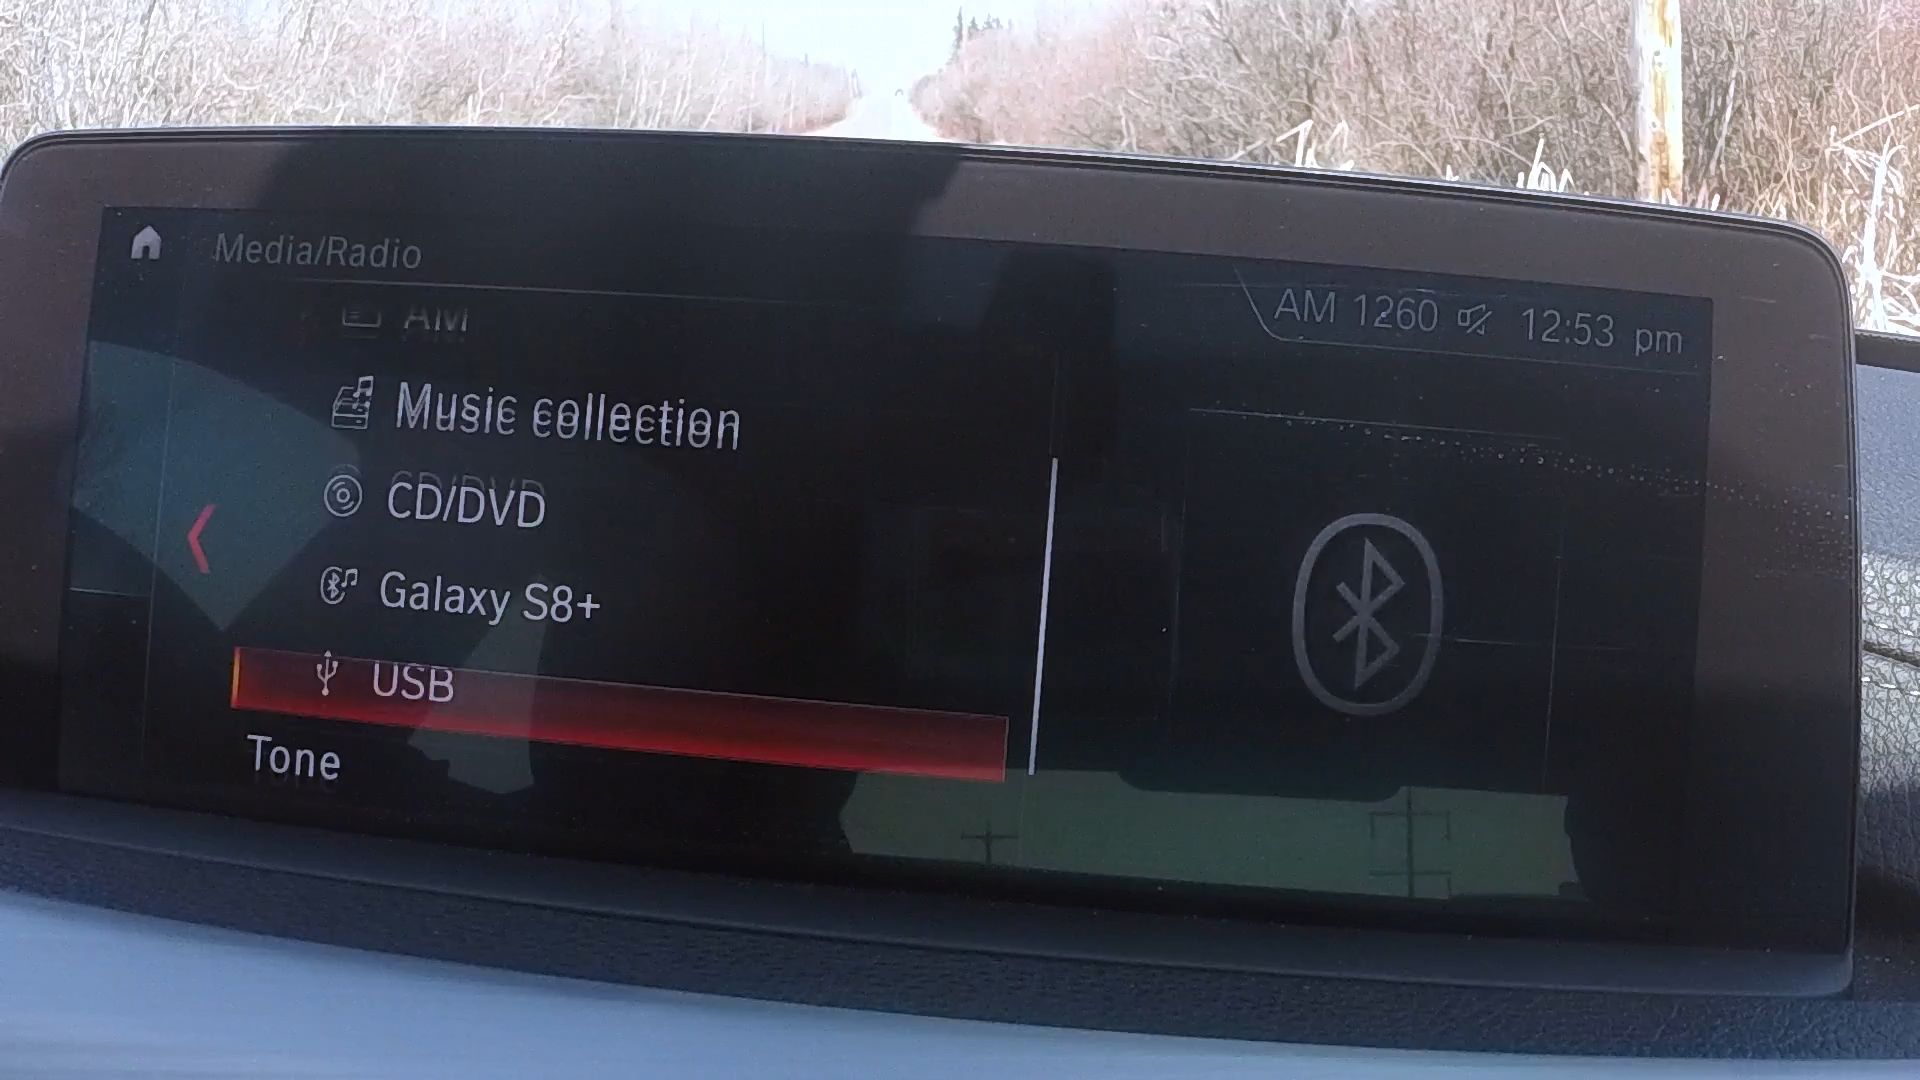 Media/Radio
AM 1260 12:53 pm
AM
Music collection
CD/DVD
Galaxy S8+
USB
Tone